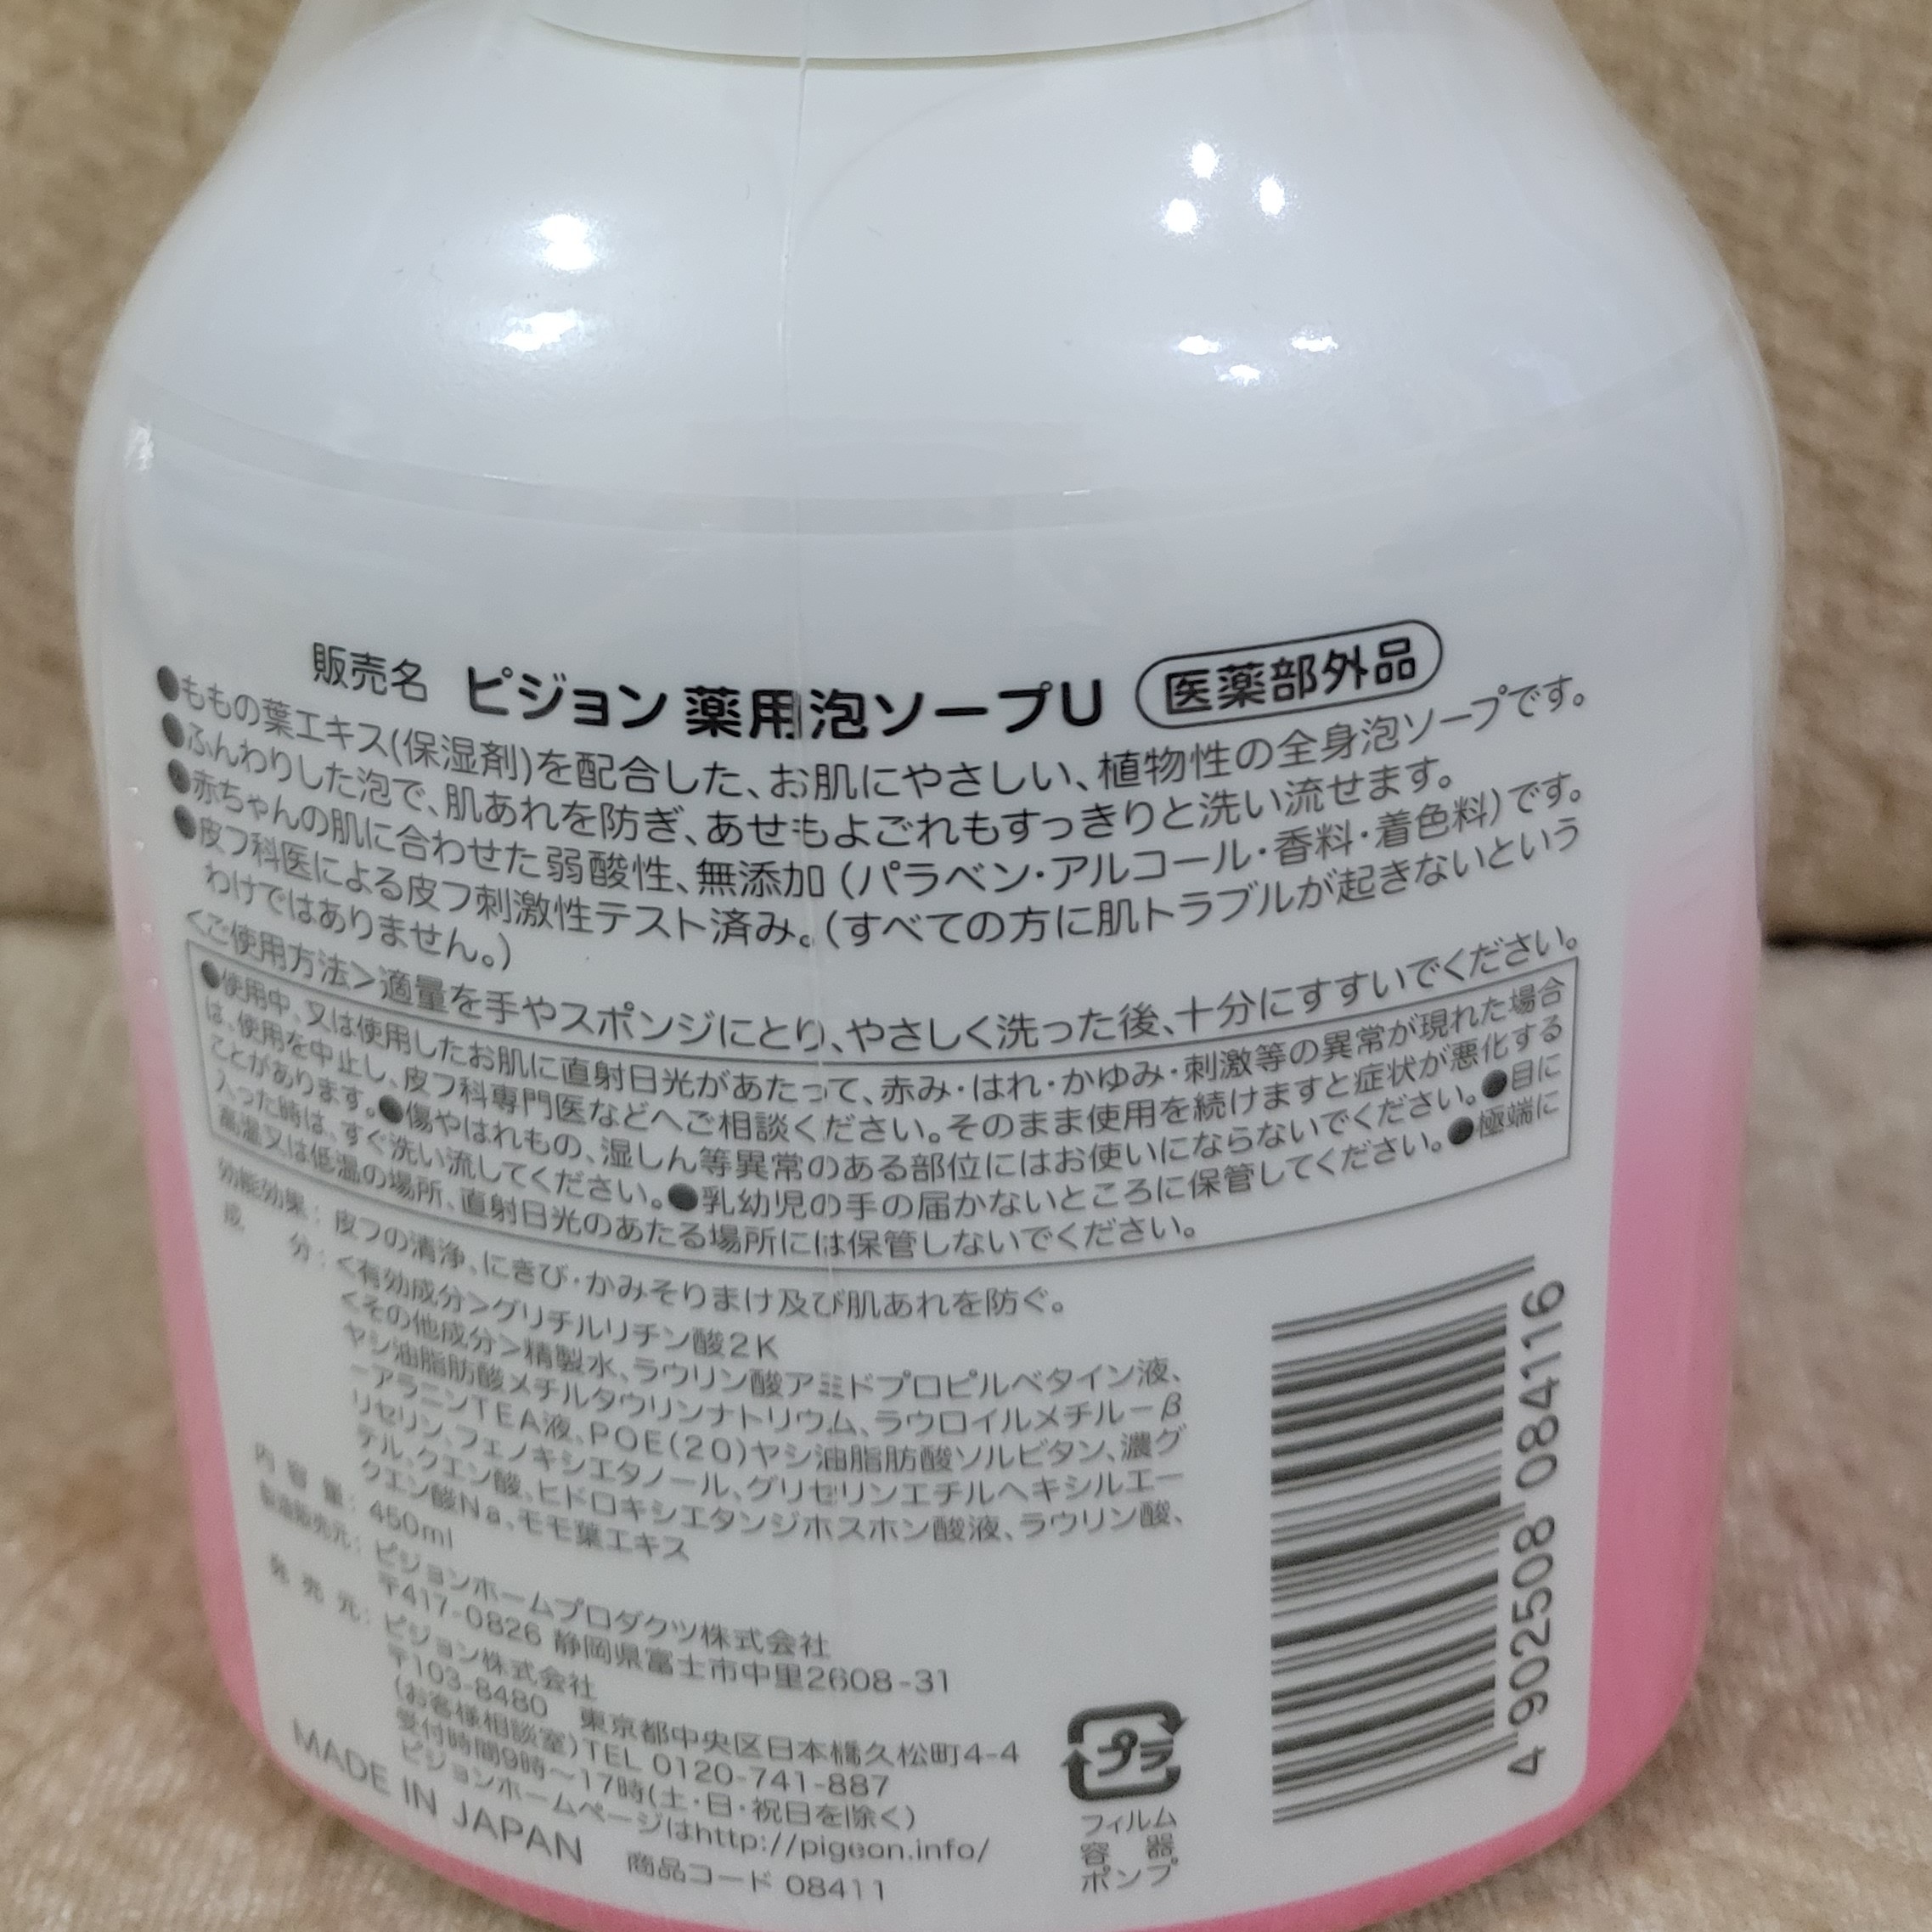 販売名 ピジョン 薬用泡ソープU 医薬部外品
●ももの葉エキス(保湿剤)を配合した、お肌にやさしい、植物性の全身泡ソープです。
●ふんわりした泡で、肌あれを防ぎ、あせもよごれもすっきりと洗い流せます。
●赤ちゃんの肌に合わせた弱酸性、無添加(パラベン・アルコール・香料・着色料)です。
●皮フ科医による皮フ刺激性テスト済み。(すべての方に肌トラブルが起きないという
わけではありません。)
<ご使用方法>適量を手やスポンジにとり、やさしく洗った後、十分にすすいでください。
●使用中、又は使用したお肌に直射日光があたって、赤み・はれ・かゆみ・刺激等の異常が現れた場合
は、使用を中止し、皮フ科専門医などへご相談ください。そのまま使用を続けますと症状が悪化する
ことがあります。●傷やはれもの、湿しん等異常のある部位にはお使いにならないでください。●目に
入った時は、すぐ洗い流してください。●乳幼児の手の届かないところに保管してください。●極端に
高温又は低温の場所、直射日光のあたる場所には保管しないでください。
効能効果:皮フの清浄、にきび・かみそりまけ及び肌あれを防ぐ。
成 分:<有効成分>グリチルリチン酸2K
<その他成分>精製水、ラウリン酸アミドプロピルベタイン液、
ヤシ油脂肪酸メチルタウリンナトリウム、ラウロイルメチルーβ
ーアラニンTEA液、POE(20)ヤシ油脂肪酸ソルビタン、濃グ
リセリン、フェノキシエタノール、グリセリンエチルヘキシルエー
テル、クエン酸、ヒドロキシエタンジホスホン酸液、ラウリン酸、
クエン酸Na、モモ葉エキス
内 容 量:450ml
製造販売元:ピジョンホームプロダクツ株式会社
〒417-0826 静岡県富士市中里2608-31
発 売 元:ピジョン株式会社
〒103-8480 東京都中央区日本橋久松町4-4
(お客様相談室)TEL 0120-741-887
受付時間9時～17時(土・日・祝日を除く)
ピジョンホームページはhttp://pigeon.info/
MADE IN JAPAN 商品コード 08411
プラ
フィルム
容 器
ポンプ
4 902508 084116